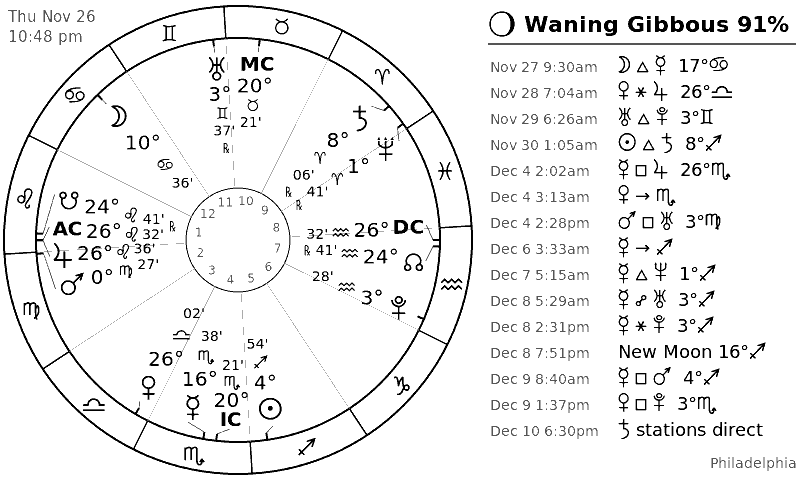 Thu Nov 26
10:48 pm
♊ ♉
♋ ♈
♌ ♓
♍ ♒
♎ ♑
♏ ♐
♅ 3° ♊ 37' ℞
MC 20° ♉ 21'
☽ 10° ♋ 36'
♄ 8° ♈ 06' ℞
♆ 1° ♈ 41' ℞
☋ 24° ♌ 41' ℞
AC 26° ♌ 32'
♃ 26° ♌ 36'
♂ 0° ♍ 27'
32' ♒ 26° DC
℞ 41' ♒ 24° ☊
28' ♒ 3° ♇
♀ 26° ♎ 02'
☿ 16° ♏ 38'
IC 20° ♏ 21'
☉ 4° ♐ 54'
1 2 3 4 5 6 7 8 9 10 11 12
Waning Gibbous 91%
Nov 27 9:30am ☽ △ ☿ 17°♋
Nov 28 7:04am ♀ ⚹ ♃ 26°♎
Nov 29 6:26am ♅ △ ♇ 3°♊
Nov 30 1:05am ☉ △ ♄ 8°♐
Dec 4 2:02am ☿ □ ♃ 26°♏
Dec 4 3:13am ♀ → ♏
Dec 4 2:28pm ♂ □ ♅ 3°♍
Dec 6 3:33am ☿ → ♐
Dec 7 5:15am ☿ △ ♆ 1°♐
Dec 8 5:29am ☿ ☍ ♅ 3°♐
Dec 8 2:31pm ☿ ⚹ ♇ 3°♐
Dec 8 7:51pm New Moon 16°♐
Dec 9 8:40am ☿ □ ♂ 4°♐
Dec 9 1:37pm ♀ □ ♇ 3°♏
Dec 10 6:30pm ♄ stations direct
Philadelphia